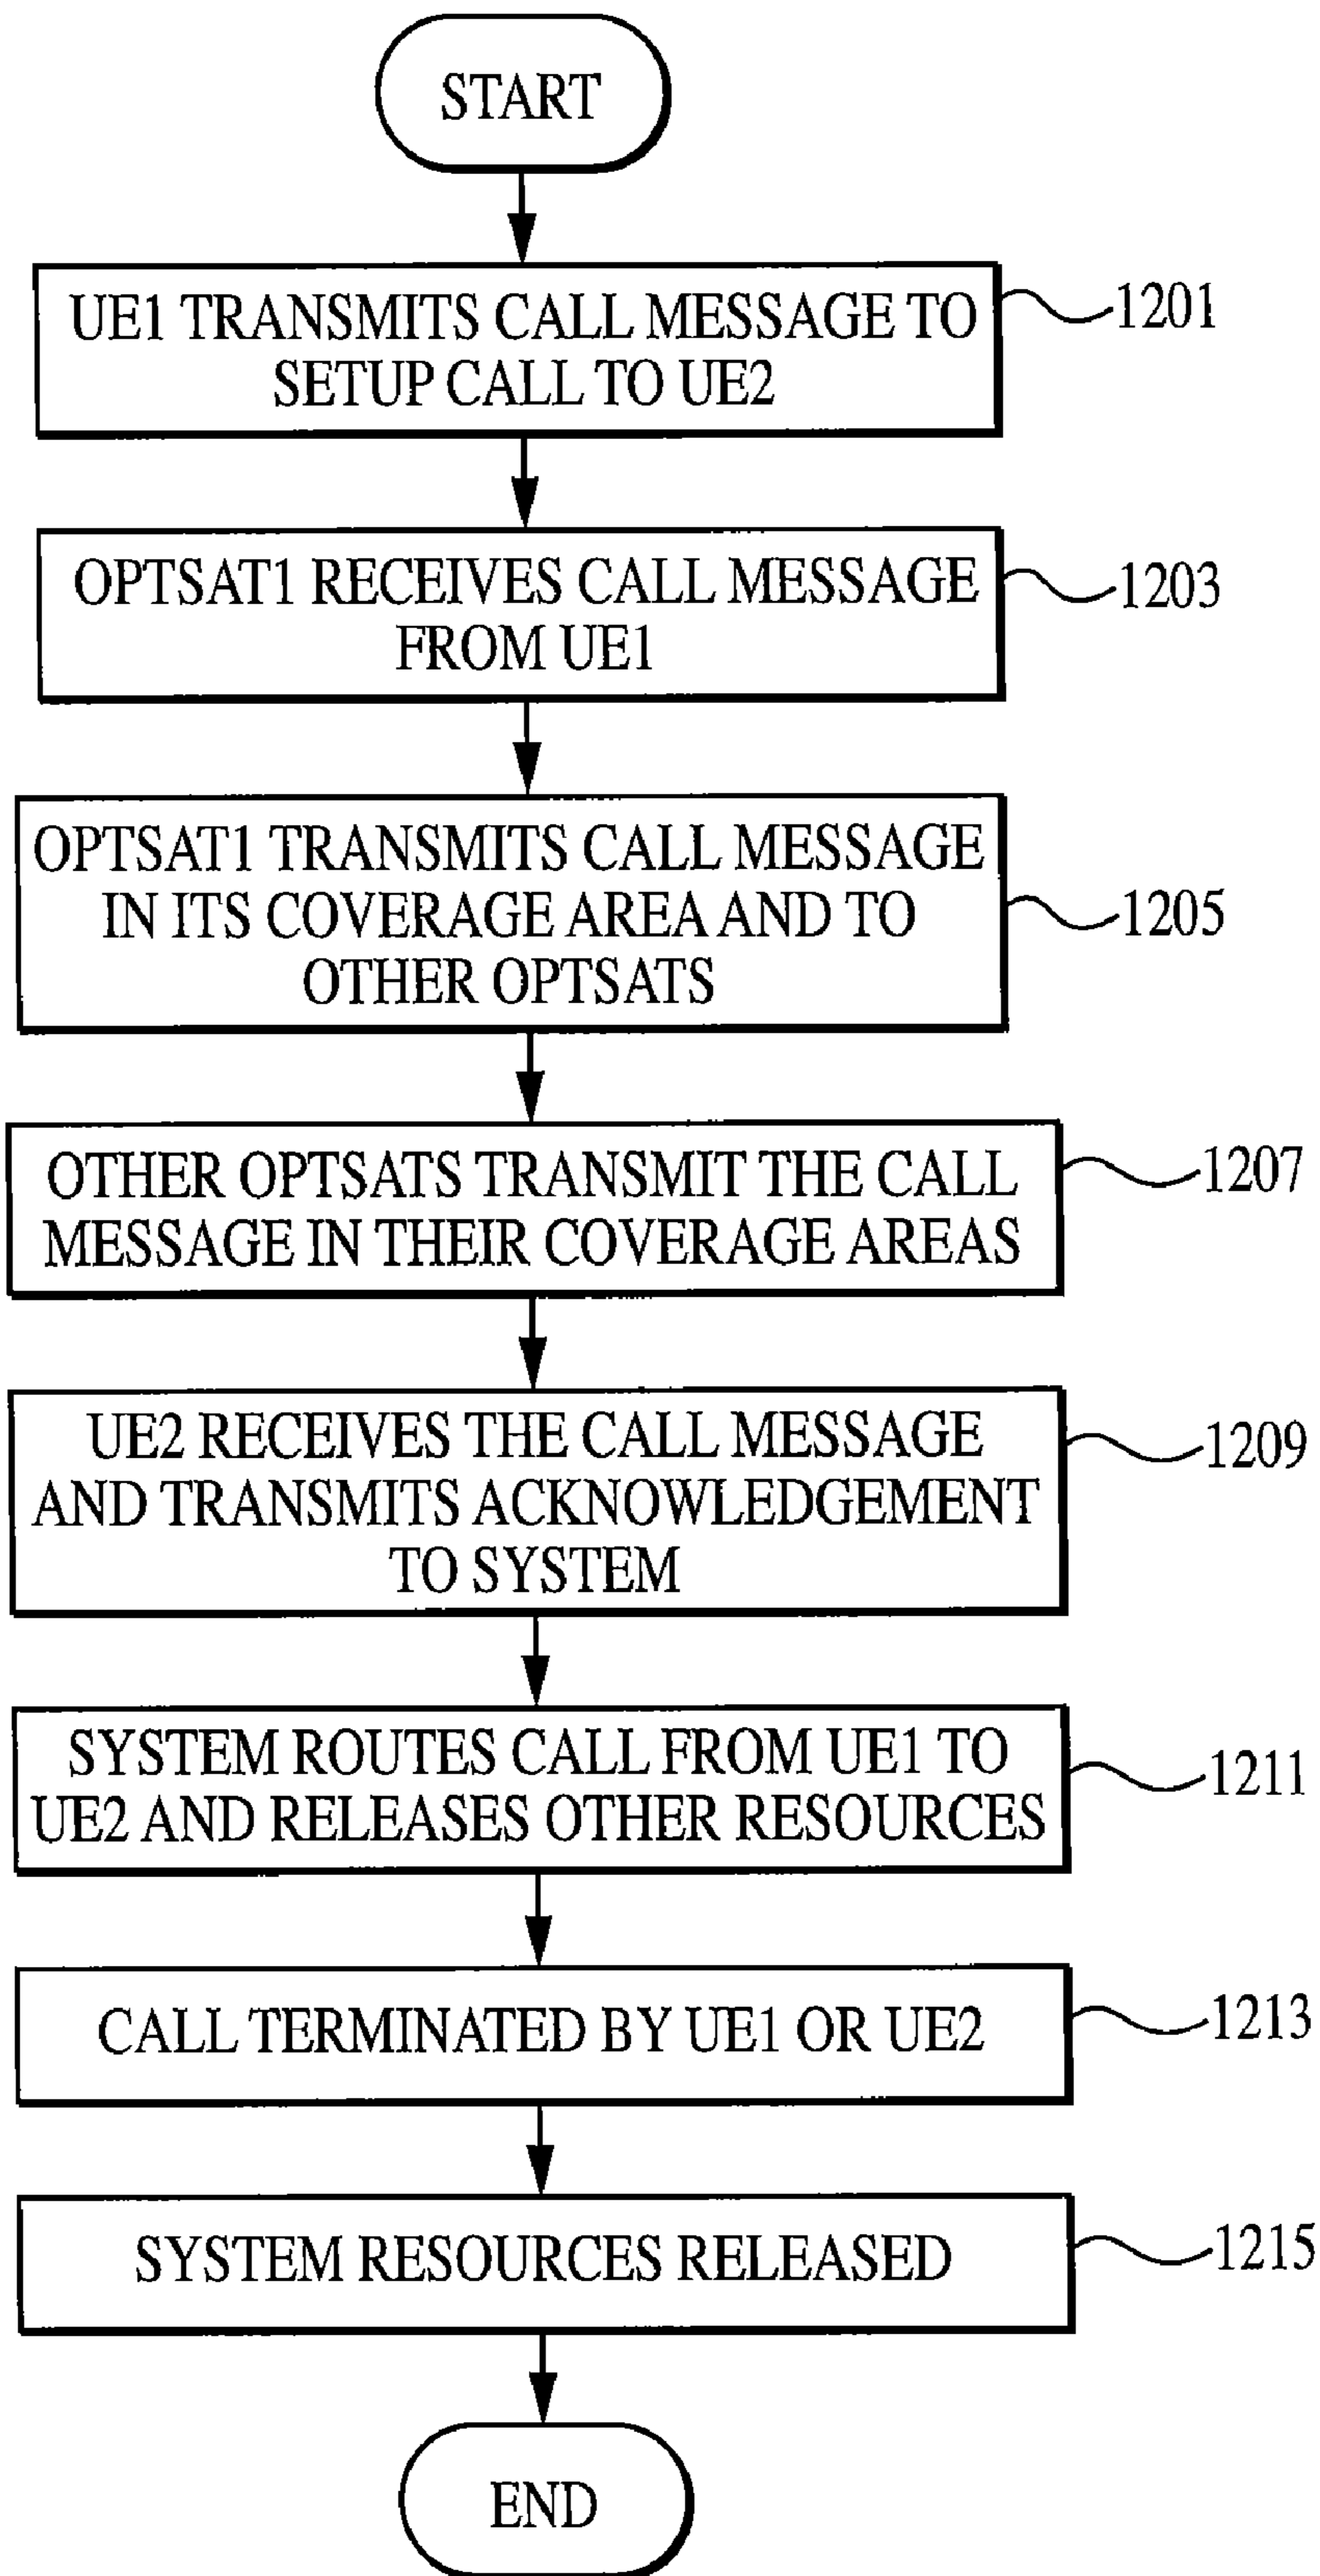 START
UE1 TRANSMITS CALL MESSAGE TO
SETUP CALL TO UE2
1201
OPTSAT1 RECEIVES CALL MESSAGE
FROM UE1
1203
OPTSAT1 TRANSMITS CALL MESSAGE
IN ITS COVERAGE AREA AND TO
OTHER OPTSATS
1205
OTHER OPTSATS TRANSMIT THE CALL
MESSAGE IN THEIR COVERAGE AREAS
1207
UE2 RECEIVES THE CALL MESSAGE
AND TRANSMITS ACKNOWLEDGEMENT
TO SYSTEM
1209
SYSTEM ROUTES CALL FROM UE1 TO
UE2 AND RELEASES OTHER RESOURCES
1211
CALL TERMINATED BY UE1 OR UE2
1213
SYSTEM RESOURCES RELEASED
1215
END